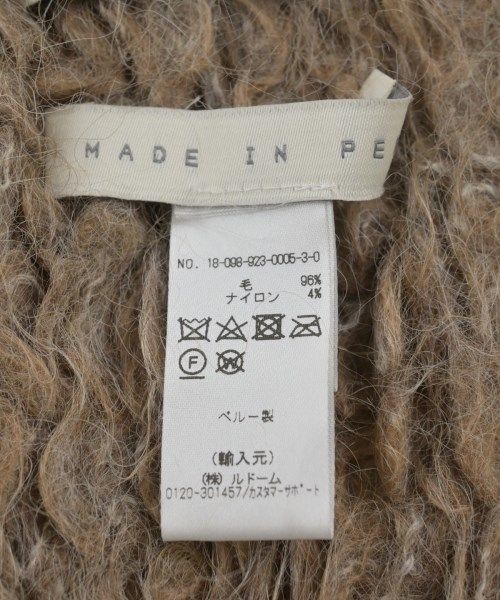 MADE IN PE
NO. 18-098-923-0005-3-0
毛 96%
ナイロン 4%
F W
ペルー製
(輸入元)
(株) ルドーム
0120-301457/カスタマーサポート